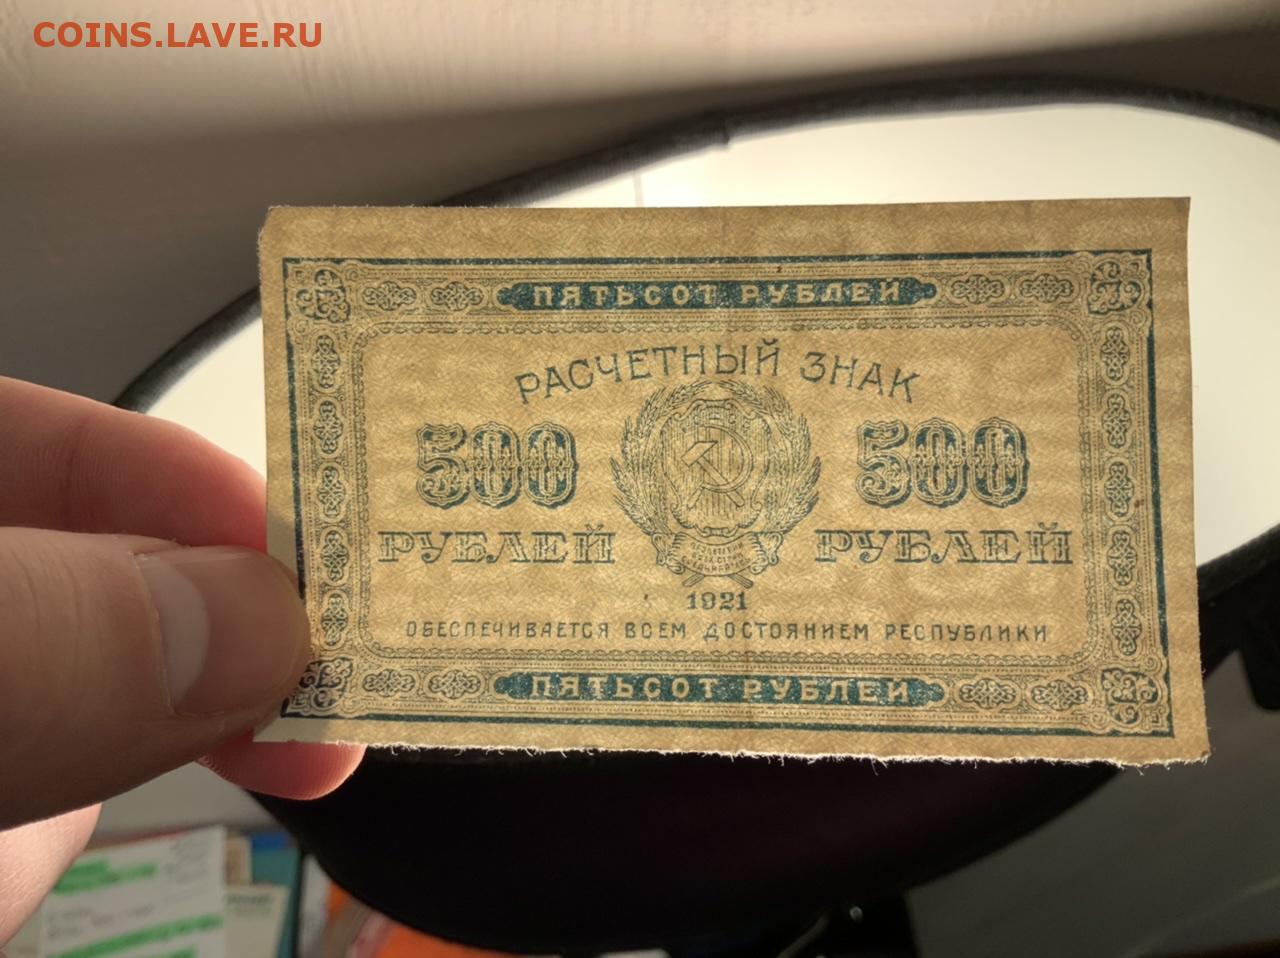 COINS.LAVE.RU
ПЯТЬСОТ РУБЛЕЙ
РАСЧЕТНЫЙ ЗНАК
500 500
РУБЛЕЙ РУБЛЕЙ
1921
ОБЕСПЕЧИВАЕТСЯ ВСЕМ ДОСТОЯНИЕМ РЕСПУБЛИКИ
ПЯТЬСОТ РУБЛЕЙ